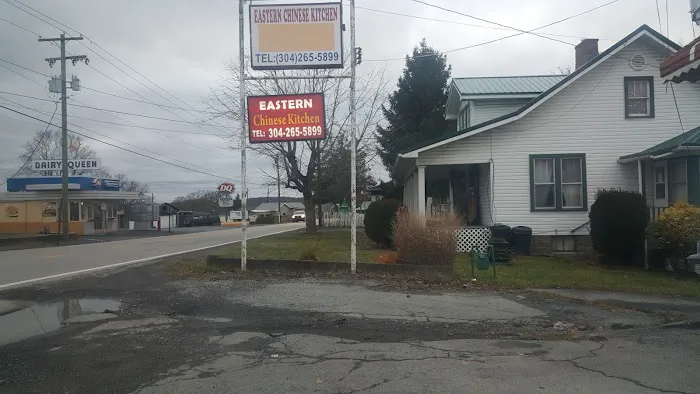 EASTERN CHINESE KITCHEN
TEL:(304)265-5899
EASTERN
Chinese Kitchen
TEL: 304-265-5899
DAIRY QUEEN
DQ